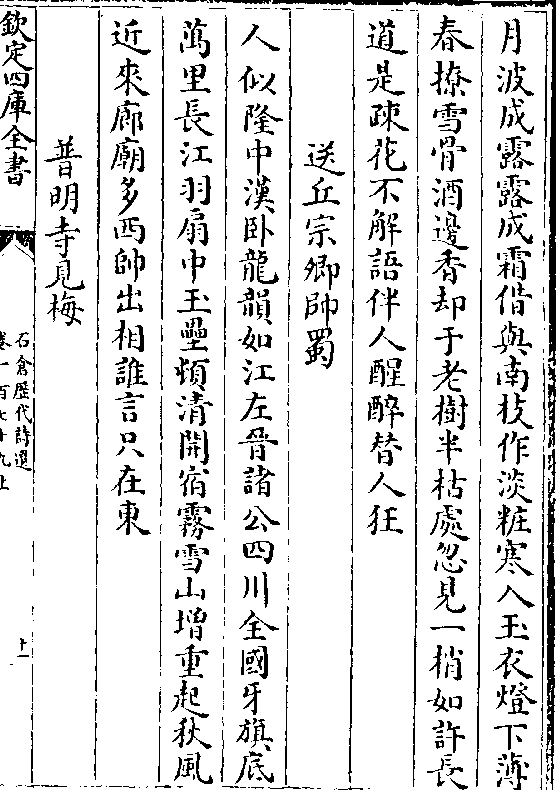 月波成露露成霜借與南枝作淡粧寒入玉衣燈下薄
春撩雪骨酒邊香却于老樹半枯處忽見一梢如許長
道是疎花不解語伴人醒醉替人狂
送丘宗卿帥蜀
人似隆中漢卧龍韻如江左晉諸公四川全國牙旗底
萬里長江羽扇中玉壘頓清開宿霧雪山增重起秋風
近來廊廟多西帥出相誰言只在東
普明寺見梅
欽定四庫全書
石倉歷代詩選
卷一百七十九上
十一